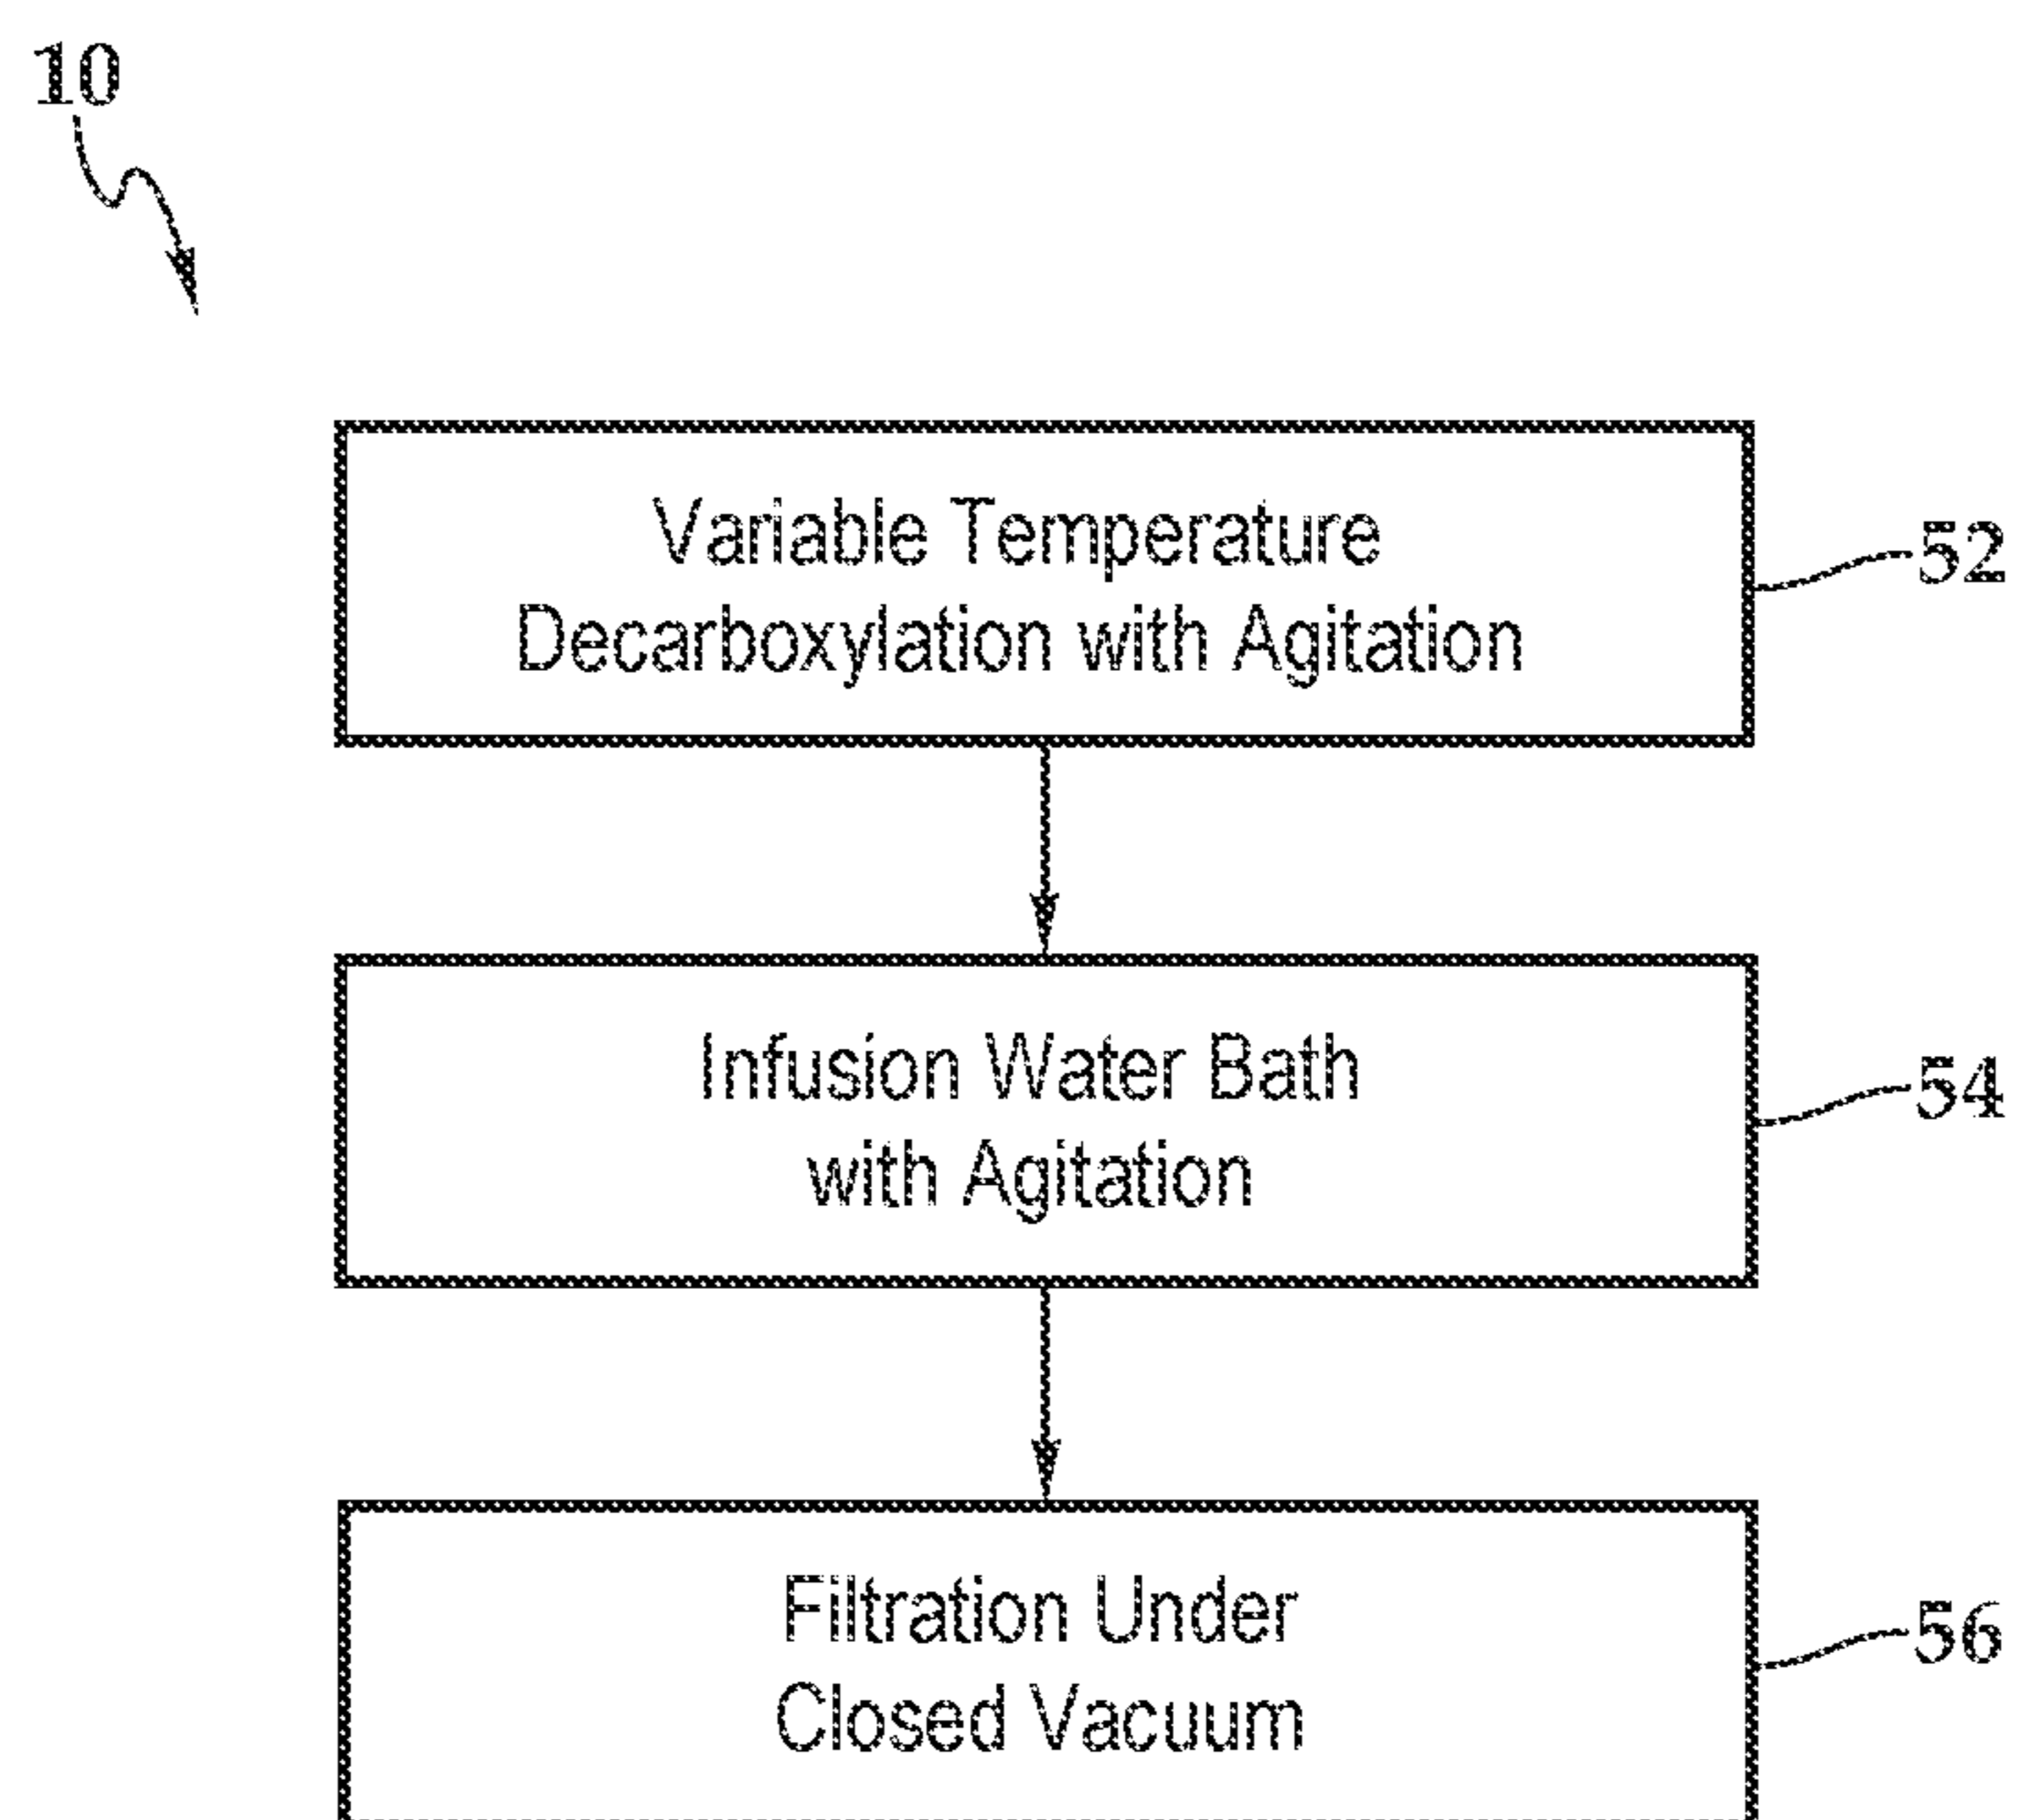 10
Variable Temperature
Decarboxylation with Agitation
52
Infusion Water Bath
with Agitation
54
Filtration Under
Closed Vacuum
56